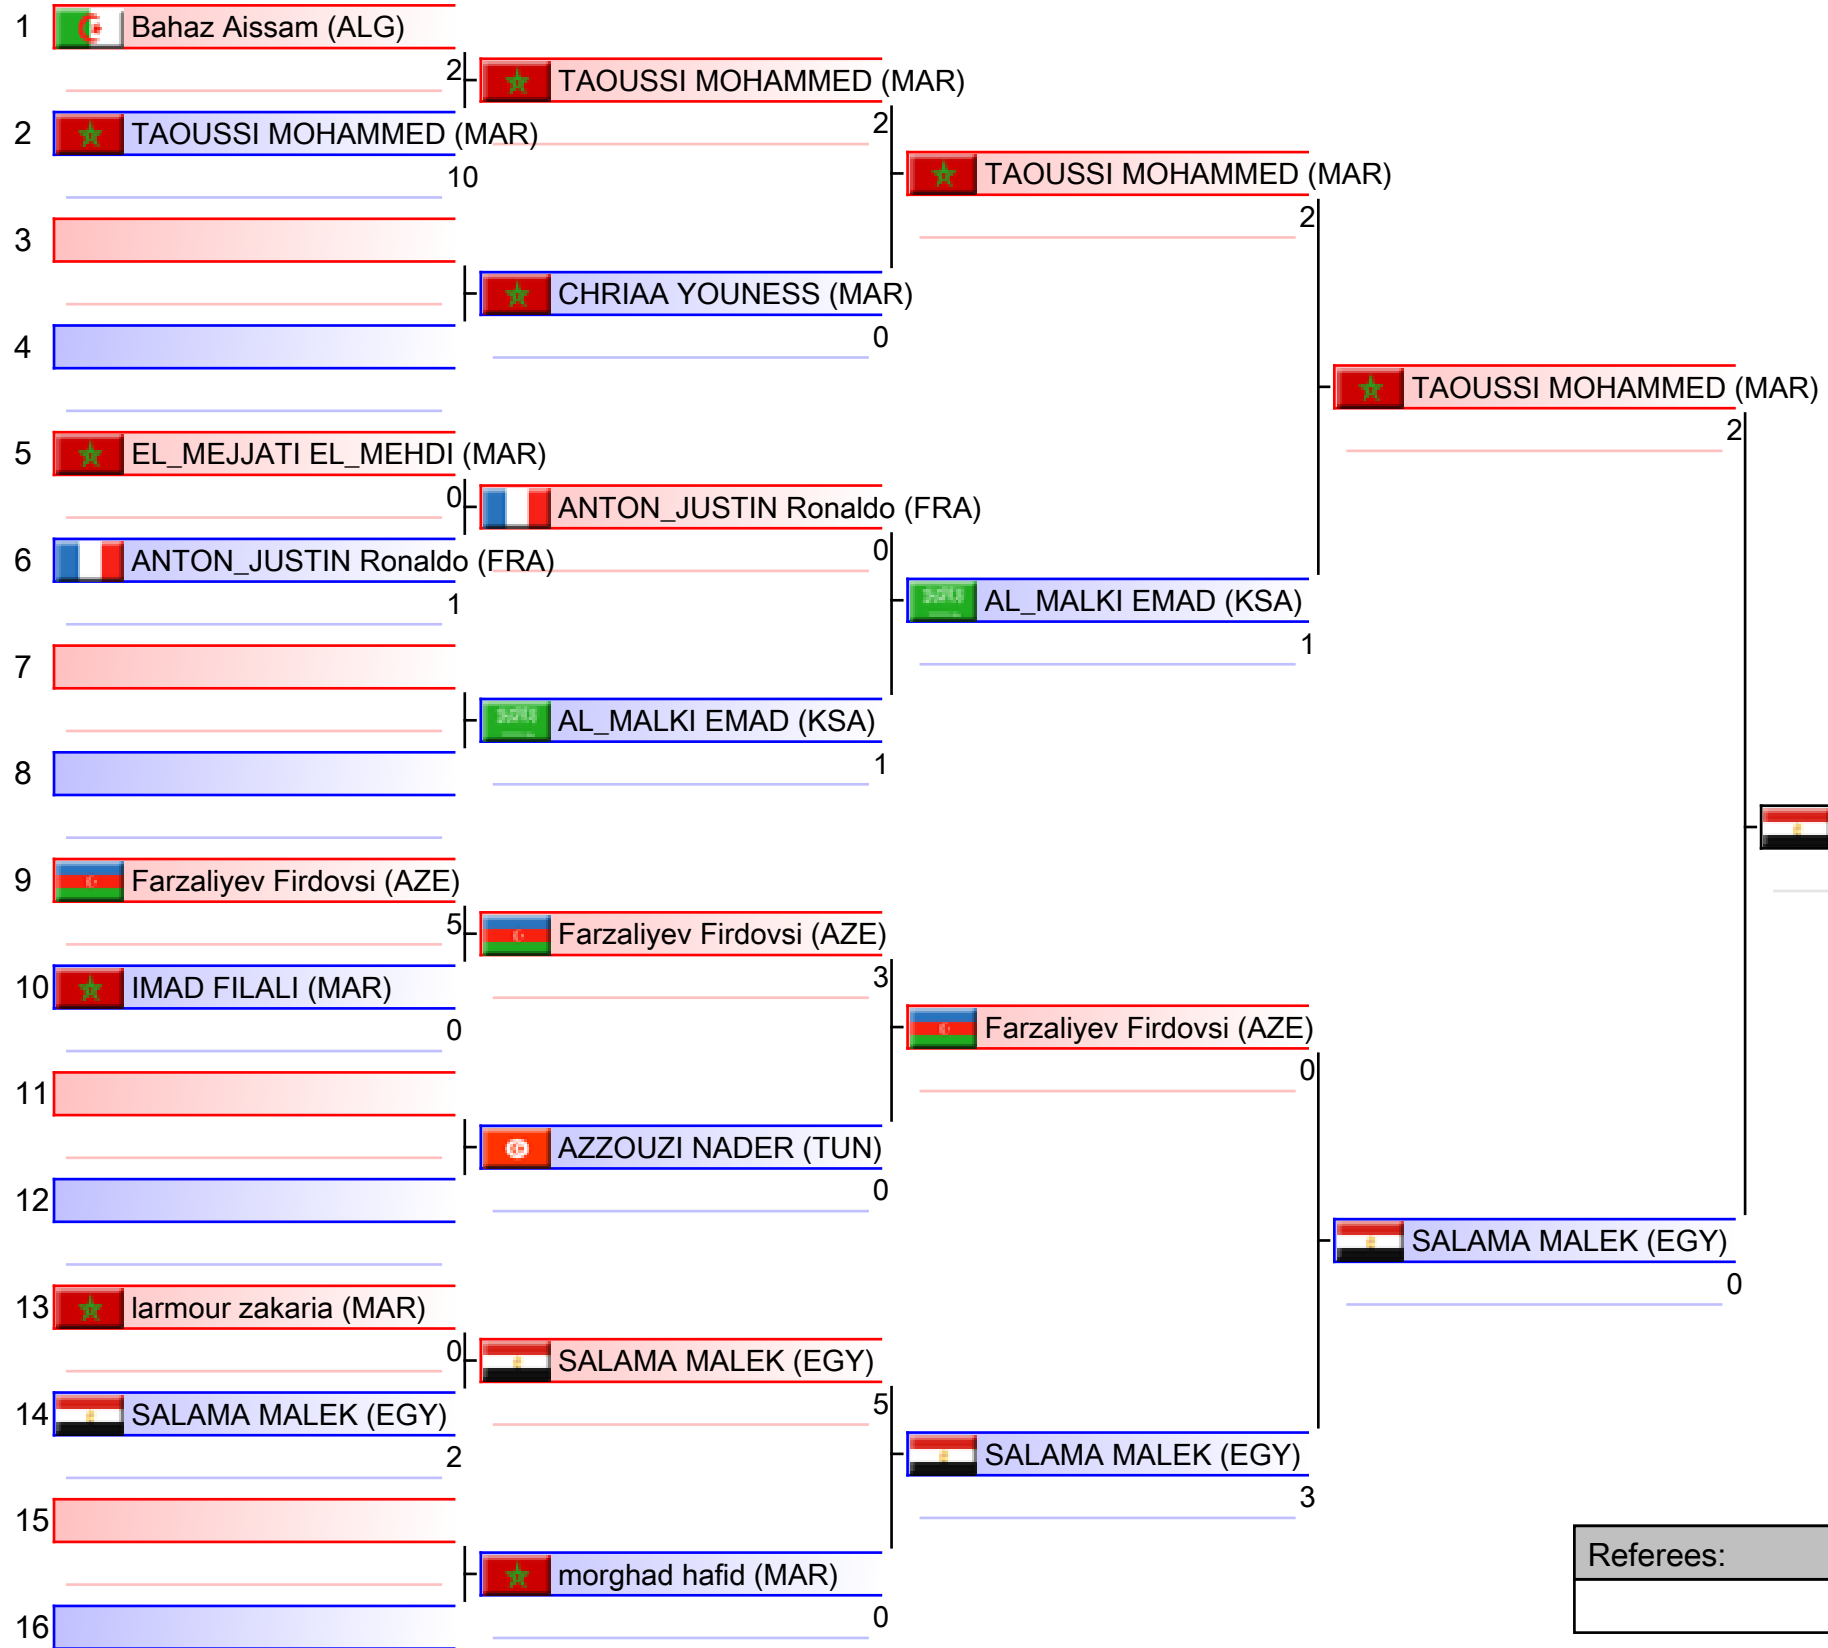 1 Bahaz Aissam (ALG)
2 TAOUSSI MOHAMMED (MAR)
2 TAOUSSI MOHAMMED (MAR)
2
TAOUSSI MOHAMMED (MAR)
10
3
2
CHRIAA YOUNESS (MAR)
4
0
TAOUSSI MOHAMMED (MAR)
2
5 EL_MEJJATI EL_MEHDI (MAR)
0 ANTON_JUSTIN Ronaldo (FRA)
6 ANTON_JUSTIN Ronaldo (FRA)
0
AL_MALKI EMAD (KSA)
1
1
7
AL_MALKI EMAD (KSA)
8
1
9 Farzaliyev Firdovsi (AZE)
5 Farzaliyev Firdovsi (AZE)
10 IMAD FILALI (MAR)
3
Farzaliyev Firdovsi (AZE)
0
0
11
AZZOUZI NADER (TUN)
12
0
SALAMA MALEK (EGY)
0
13 larmour zakaria (MAR)
0 SALAMA MALEK (EGY)
14 SALAMA MALEK (EGY)
5
SALAMA MALEK (EGY)
2
3
15
Referees:
morghad hafid (MAR)
16
0